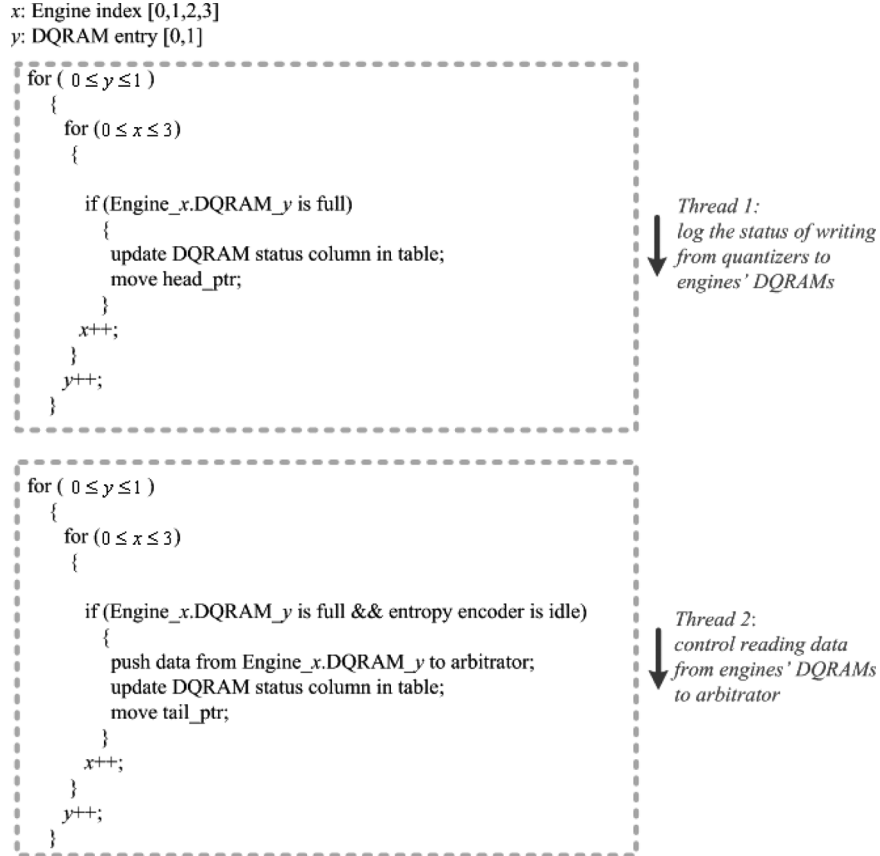 x: Engine index [0,1,2,3]
y: DQRAM entry [0,1]
for ( 0 ≤ y ≤1 )
{
for (0 ≤ x ≤ 3)
{
if (Engine_x.DQRAM_y is full)
{
update DQRAM status column in table;
move head_ptr;
}
x++;
}
y++;
}
Thread 1:
log the status of writing
from quantizers to
engines' DQRAMs
for ( 0 ≤ y ≤1 )
{
for (0 ≤ x ≤ 3)
{
if (Engine_x.DQRAM_y is full && entropy encoder is idle)
{
push data from Engine_x.DQRAM_y to arbitrator;
update DQRAM status column in table;
move tail_ptr;
}
x++;
}
y++;
}
Thread 2:
control reading data
from engines' DQRAMs
to arbitrator